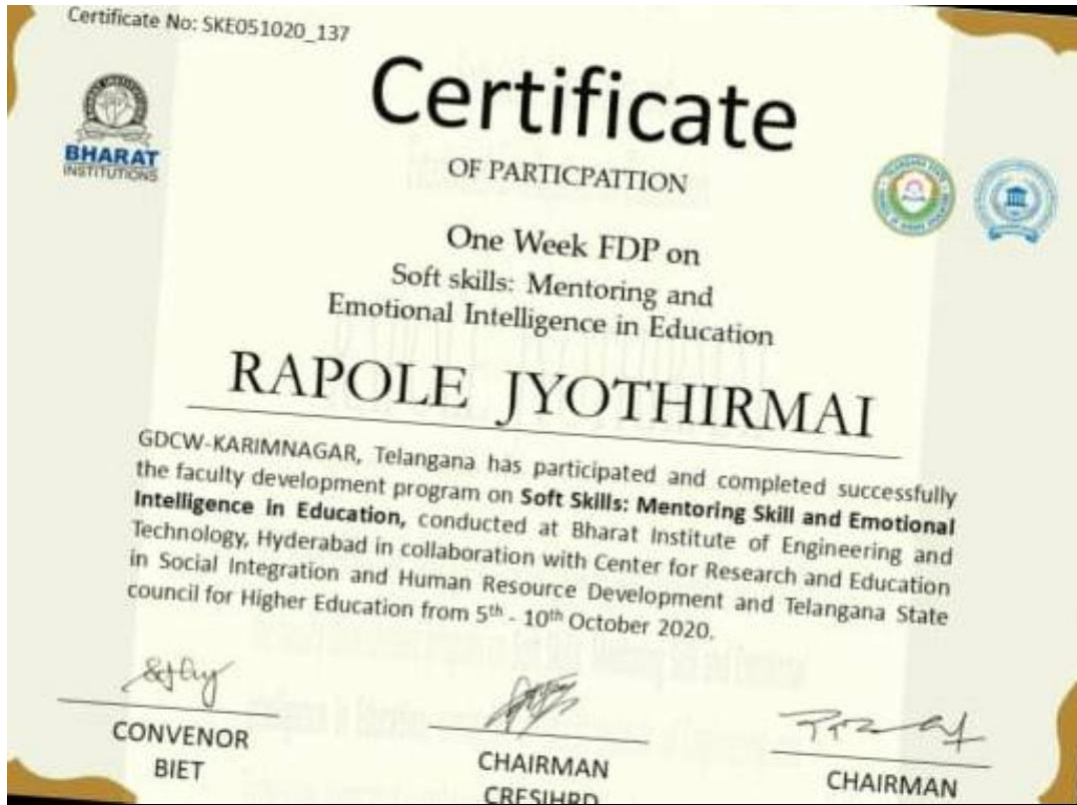 Certificate No: SKE051020_137
Certificate
BHARAT
INSTITUTIONS
OF PARTICPATTION
One Week FDP on
Soft skills: Mentoring and
Emotional Intelligence in Education
RAPOLE JYOTHIRMAI
GDCW-KARIMNAGAR, Telangana has participated and completed successfully
the faculty development program on Soft Skills: Mentoring Skill and Emotional
Intelligence in Education, conducted at Bharat Institute of Engineering and
Technology, Hyderabad in collaboration with Center for Research and Education
in Social Integration and Human Resource Development and Telangana State
council for Higher Education from 5th - 10th October 2020.
CONVENOR
BIET
CHAIRMAN
CRESIHRD
CHAIRMAN